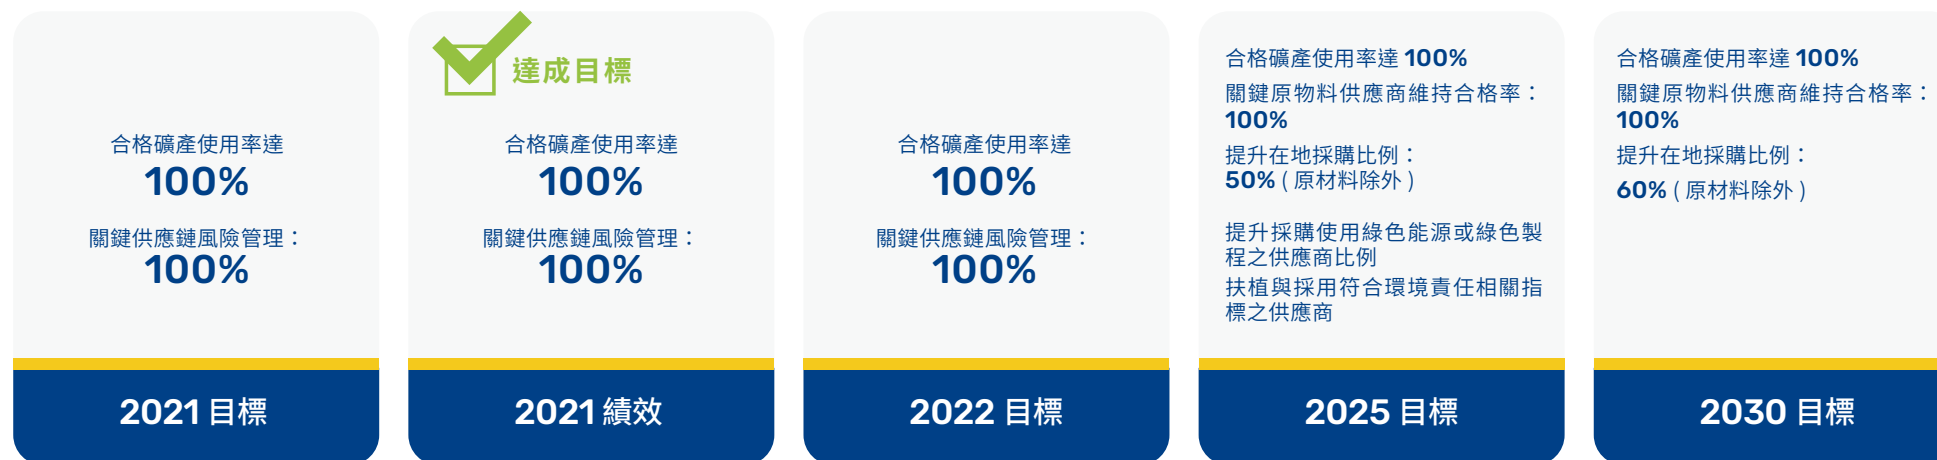 合格礦產使用率達
100%
關鍵供應鏈風險管理：
100%
2021 目標
達成目標
合格礦產使用率達
100%
關鍵供應鏈風險管理：
100%
2021 績效
合格礦產使用率達
100%
關鍵供應鏈風險管理：
100%
2022 目標
合格礦產使用率達 100%
關鍵原物料供應商維持合格率：
100%
提升在地採購比例：
50% ( 原材料除外 )
提升採購使用綠色能源或綠色製
程之供應商比例
扶植與採用符合環境責任相關指
標之供應商
2025 目標
合格礦產使用率達 100%
關鍵原物料供應商維持合格率：
100%
提升在地採購比例：
60% ( 原材料除外 )
2030 目標